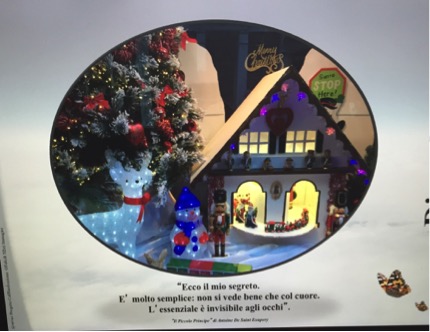 Merry
Christmas
Santa
STOP
Here!
“Ecco il mio segreto.
E' molto semplice: non si vede bene che col cuore.
L'essenziale è invisibile agli occhi”.
"Il Piccolo Principe" di Antoine De Saint Exupery